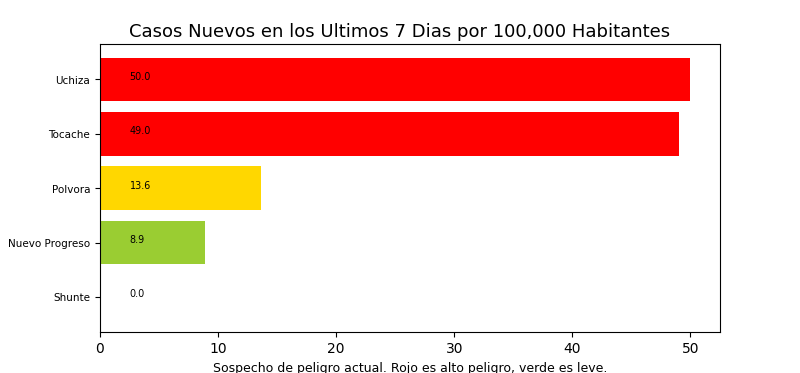 Casos Nuevos en los Ultimos 7 Dias por 100,000 Habitantes
Uchiza 50.0
Tocache 49.0
Polvora 13.6
Nuevo Progreso 8.9
Shunte 0.0
0 10 20 30 40 50
Sospecho de peligro actual. Rojo es alto peligro, verde es leve.